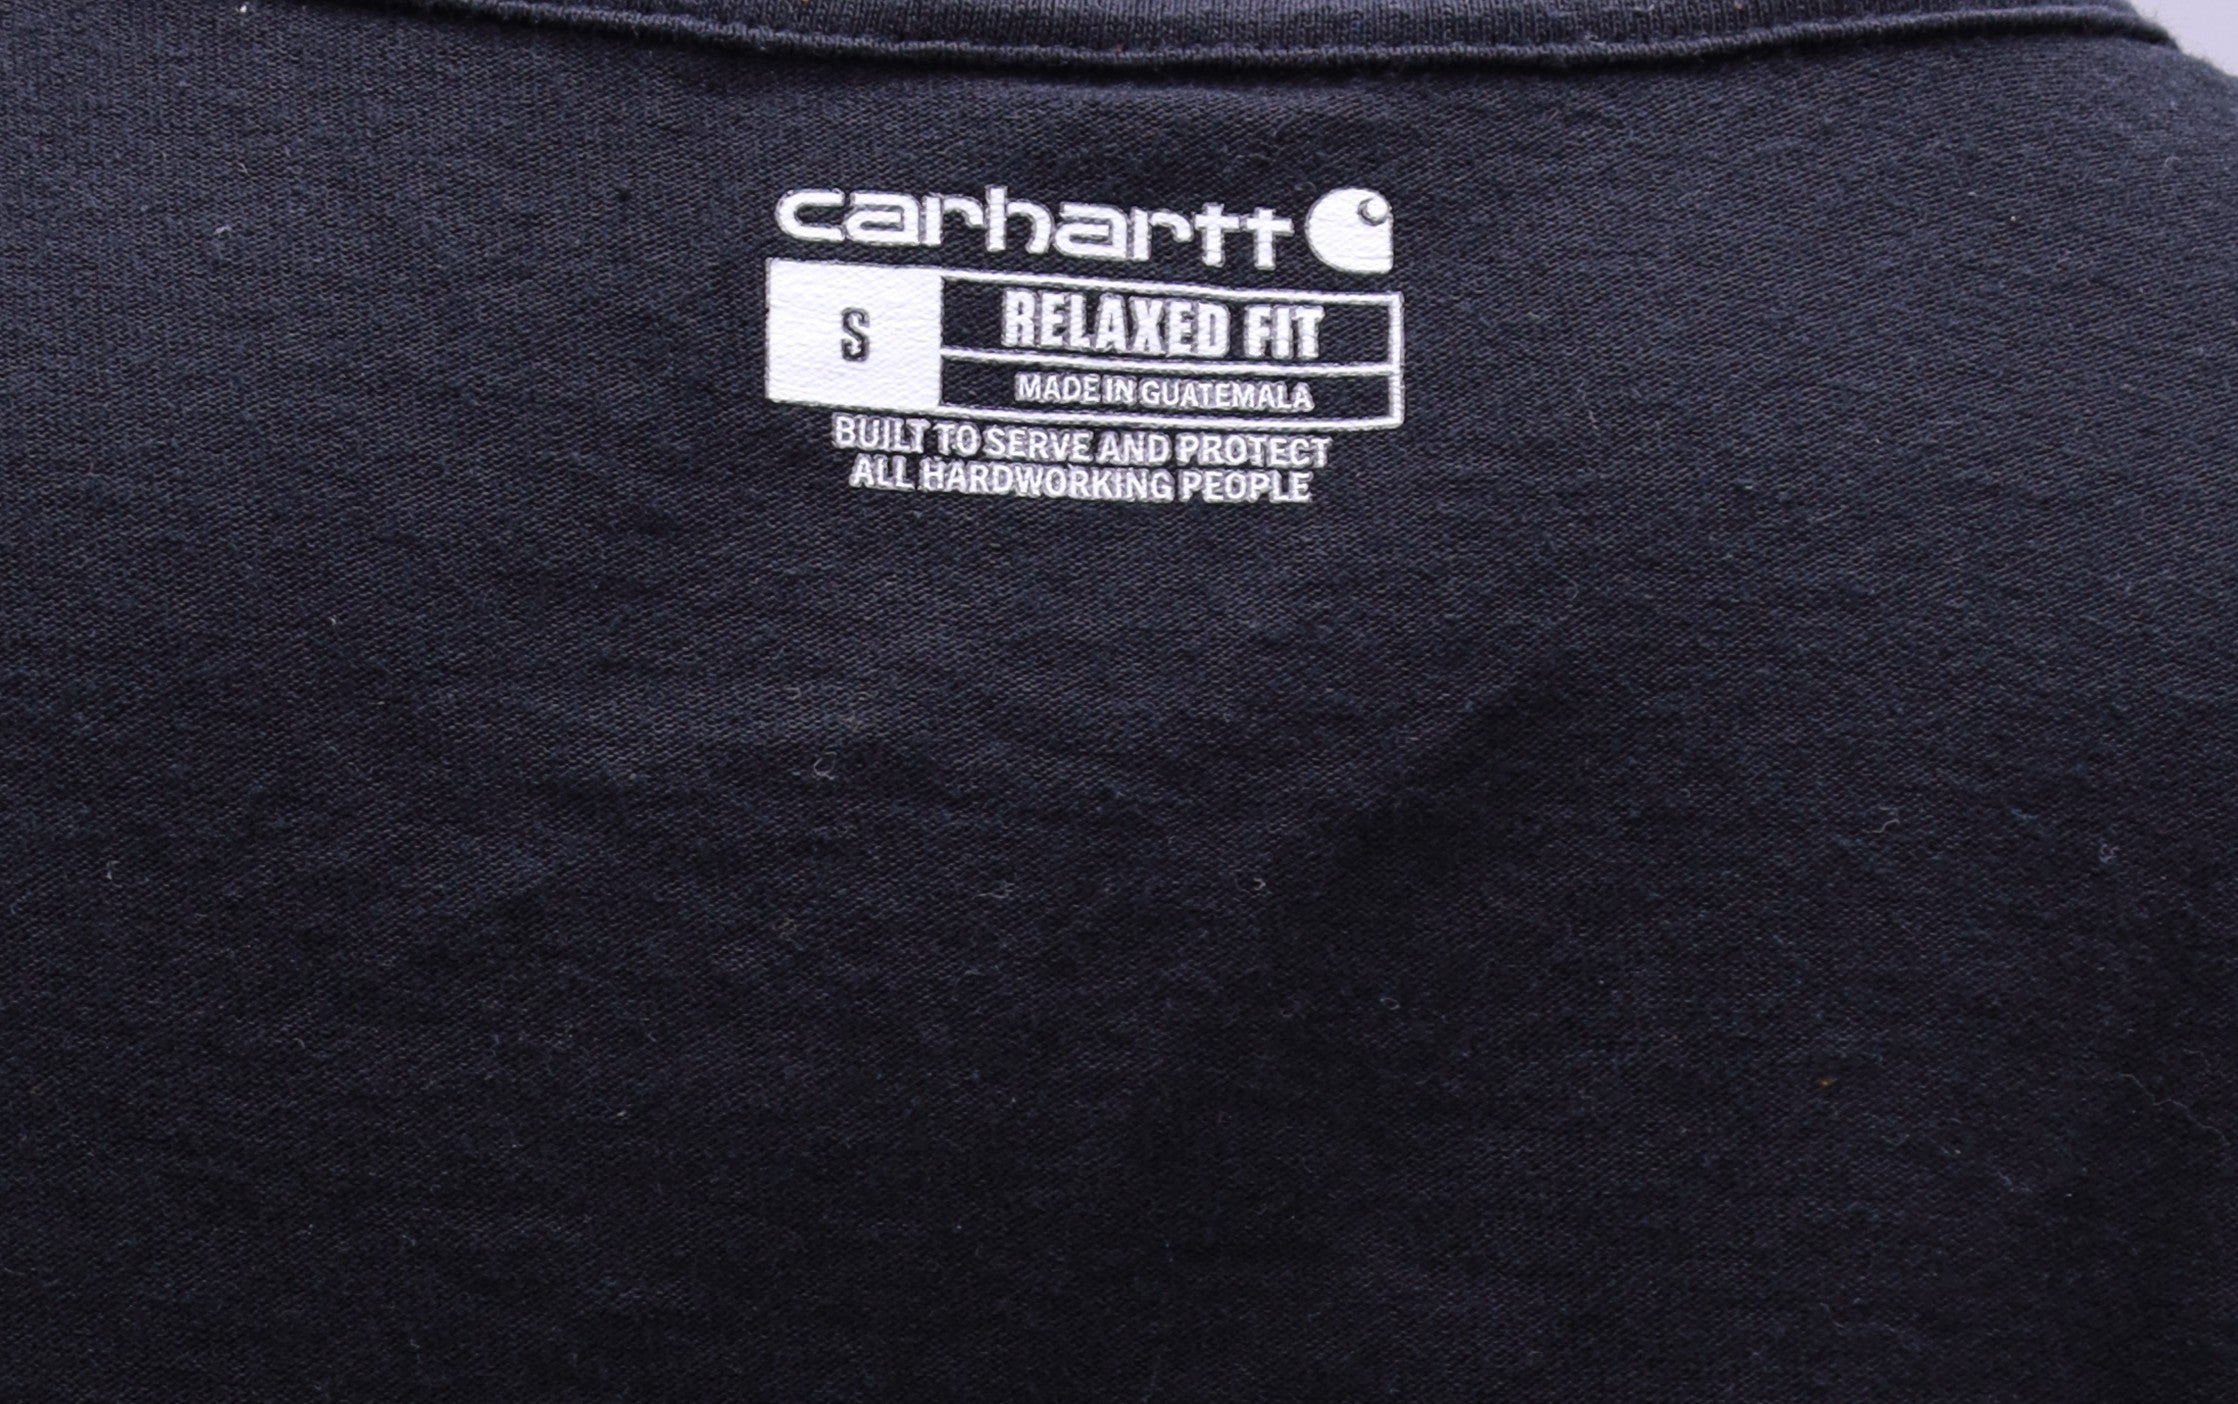 carhartt
S
RELAXED FIT
MADE IN GUATEMALA
BUILT TO SERVE AND PROTECT
ALL HARDWORKING PEOPLE